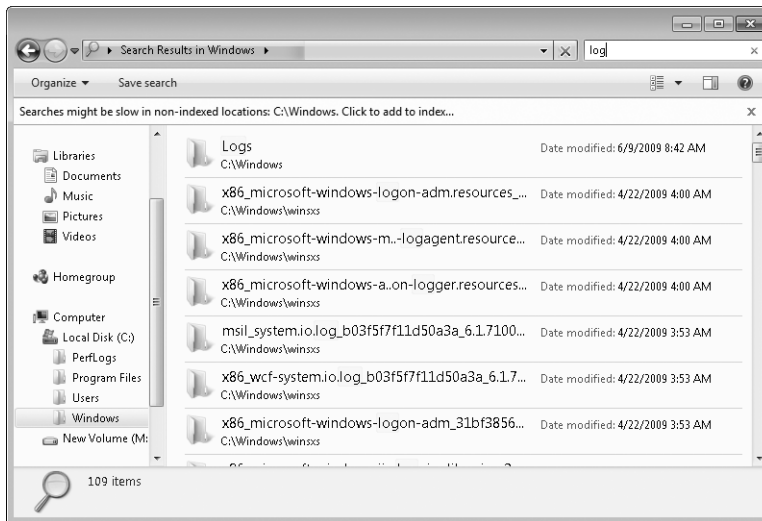 Search Results in Windows
log
Organize
Save search
Searches might be slow in non-indexed locations: C:\Windows. Click to add to index...
Libraries
Documents
Music
Pictures
Videos
Homegroup
Computer
Local Disk (C:)
PerfLogs
Program Files
Users
Windows
New Volume (M:
Logs
Date modified: 6/9/2009 8:42 AM
C:\Windows
x86_microsoft-windows-logon-adm.resources_...
Date modified: 4/22/2009 4:00 AM
C:\Windows\winsxs
x86_microsoft-windows-m..-logagent.resource...
Date modified: 4/22/2009 4:00 AM
C:\Windows\winsxs
x86_microsoft-windows-a..on-logger.resources...
Date modified: 4/22/2009 4:00 AM
C:\Windows\winsxs
msil_system.io.log_b03f5f7f11d50a3a_6.1.7100...
Date modified: 4/22/2009 3:53 AM
C:\Windows\winsxs
x86_wcf-system.io.log_b03f5f7f11d50a3a_6.1.7...
Date modified: 4/22/2009 3:53 AM
C:\Windows\winsxs
x86_microsoft-windows-logon-adm_31bf3856...
Date modified: 4/22/2009 3:53 AM
C:\Windows\winsxs
109 items